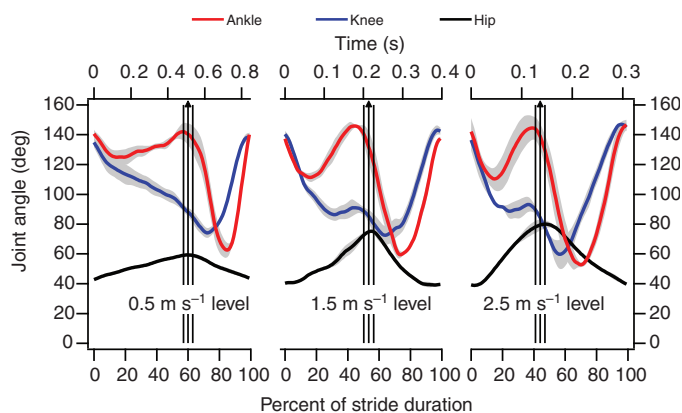 Ankle Knee Hip
Time (s)
0 0.2 0.4 0.6 0.8 0 0.1 0.2 0.3 0.4 0 0.1 0.2 0.3
160 160
140 140
120 120
100 100
80 80
60 60
40 40
20 20
0 0
Joint angle (deg)
0.5 m s⁻¹ level 1.5 m s⁻¹ level 2.5 m s⁻¹ level
0 20 40 60 80 100 0 20 40 60 80 100 0 20 40 60 80 100
Percent of stride duration